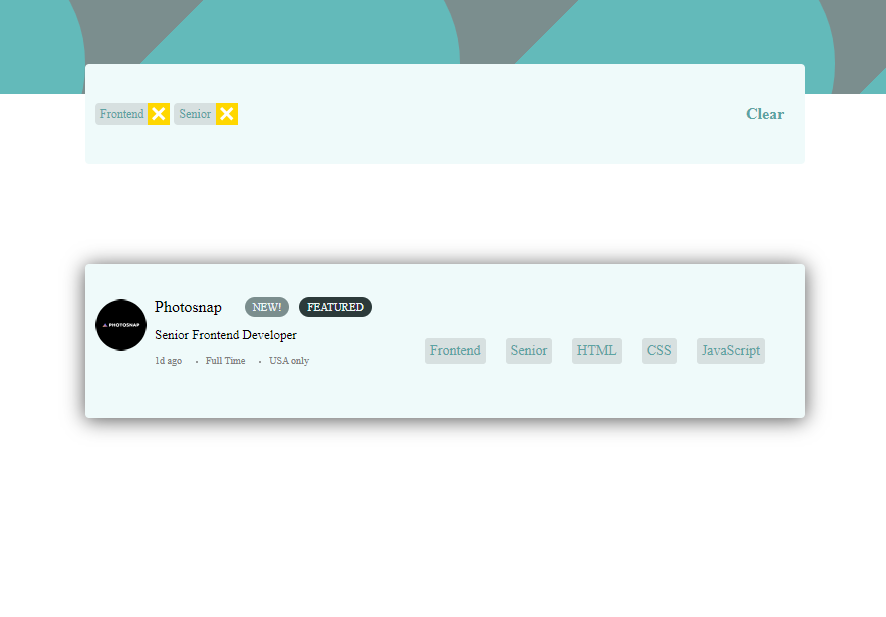 Frontend Senior Clear
PHOTOSNAP
Photosnap NEW! FEATURED
Senior Frontend Developer
1d ago • Full Time • USA only
Frontend Senior HTML CSS JavaScript